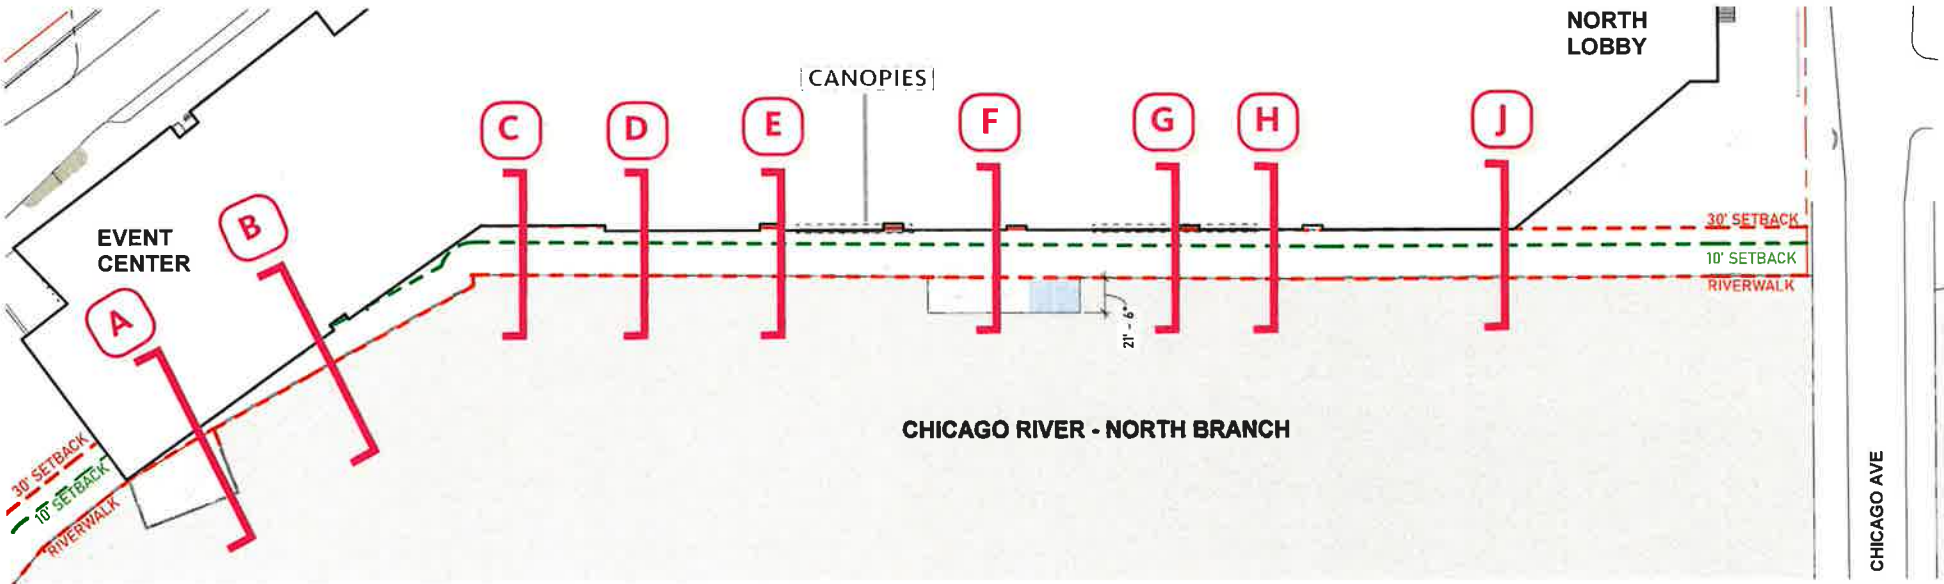 NORTH
LOBBY
CANOPIES
C
D
E
F
G
H
J
B
A
EVENT
CENTER
30' SETBACK
10' SETBACK
RIVERWALK
21' - 6"
CHICAGO RIVER - NORTH BRANCH
30' SETBACK
10' SETBACK
RIVERWALK
CHICAGO AVE